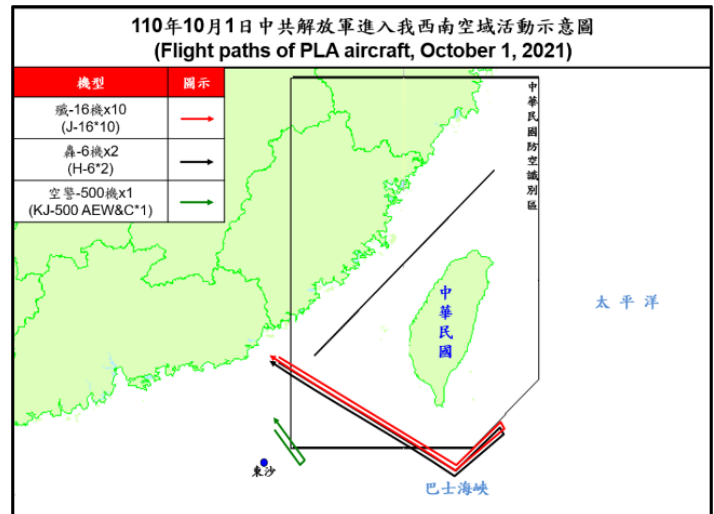 110年10月1日中共解放軍進入我西南空域活動示意圖
(Flight paths of PLA aircraft, October 1, 2021)
機型
圖示
殲-16機x10
(J-16*10)
轟-6機x2
(H-6*2)
空警-500機x1
(KJ-500 AEW&C*1)
中華民國防空識別區
中華民國
太平洋
東沙
巴士海峽